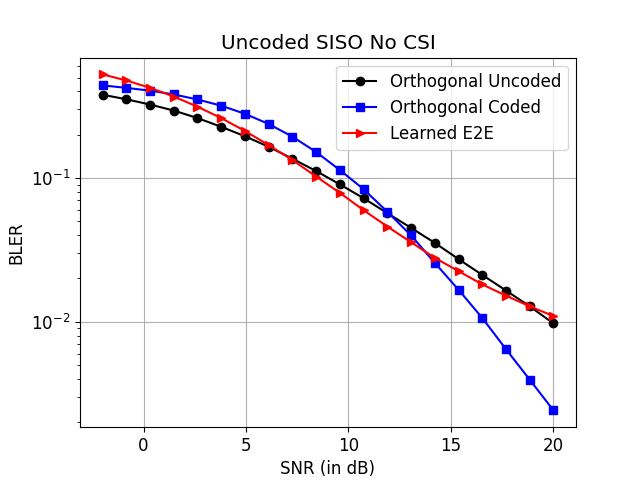 Uncoded SISO No CSI
Orthogonal Uncoded
Orthogonal Coded
Learned E2E
BLER
10⁻¹
10⁻²
0 5 10 15 20
SNR (in dB)